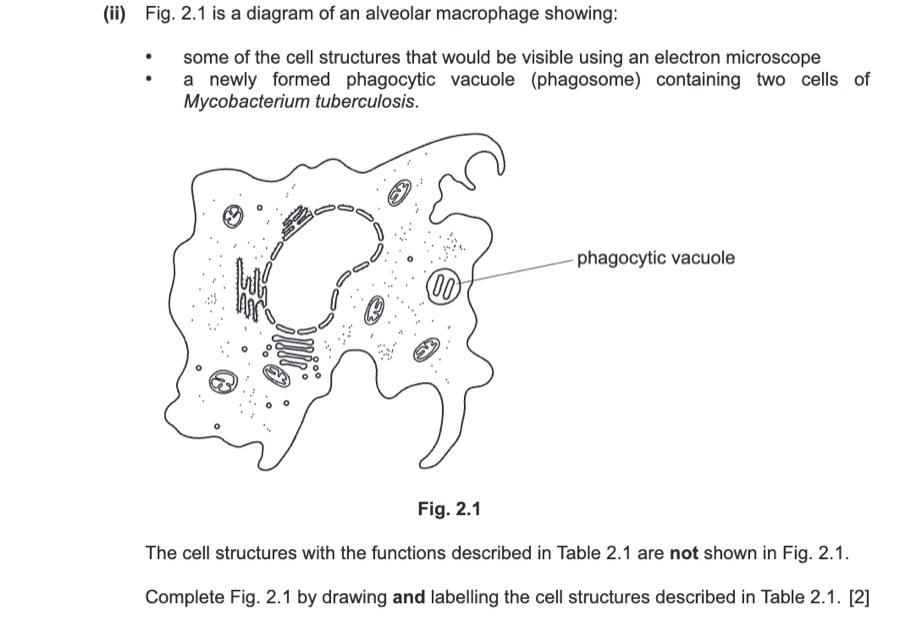 (ii) Fig. 2.1 is a diagram of an alveolar macrophage showing:
• some of the cell structures that would be visible using an electron microscope
• a newly formed phagocytic vacuole (phagosome) containing two cells of
Mycobacterium tuberculosis.
phagocytic vacuole
Fig. 2.1
The cell structures with the functions described in Table 2.1 are not shown in Fig. 2.1.
Complete Fig. 2.1 by drawing and labelling the cell structures described in Table 2.1. [2]